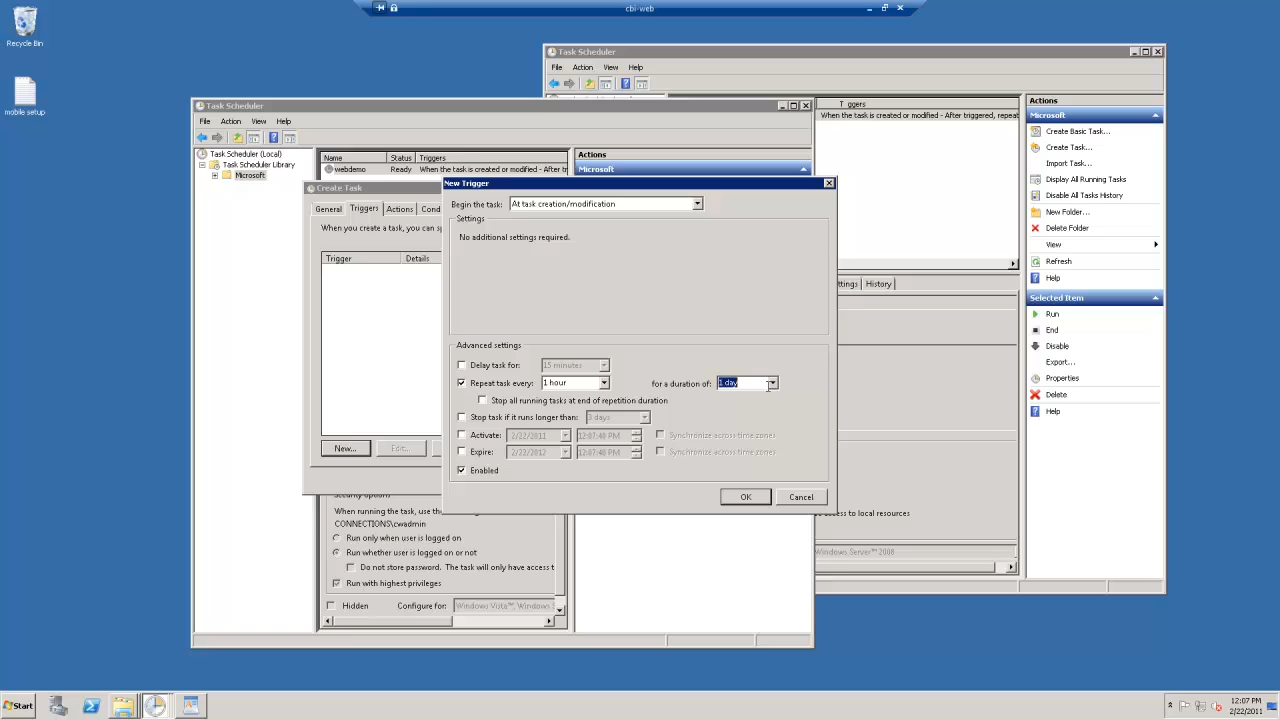 cbi-web
Recycle Bin
mobile setup
Task Scheduler
File Action View Help
Triggers
When the task is created or modified - After triggered, repeat
Actions
Microsoft
Create Basic Task...
Create Task...
Import Task...
Display All Running Tasks
Disable All Tasks History
New Folder...
Delete Folder
View
Refresh
Help
Selected Item
Run
End
Disable
Export...
Properties
Delete
Help
ttings History
access to local resources
Windows Server™ 2008
Task Scheduler
File Action View Help
Task Scheduler (Local)
Task Scheduler Library
Microsoft
Name Status Triggers
webdemo Ready When the task is created or modified - After tr
Actions
Microsoft
Create Task
General Triggers Actions Cond
When you create a task, you can s
Trigger Details
New... Edit...
Security options
When running the task, use the
CONNECTIONS\cwadmin
Run only when user is logged on
Run whether user is logged on or not
Do not store password. The task will only have access t
Run with highest privileges
Hidden Configure for: Windows Vista™, Windows S
New Trigger
Begin the task: At task creation/modification
Settings
No additional settings required.
Advanced settings
Delay task for: 15 minutes
Repeat task every: 1 hour for a duration of: 1 day
Stop all running tasks at end of repetition duration
Stop task if it runs longer than: 3 days
Activate: 2/22/2011 12:07:48 PM Synchronize across time zones
Expire: 2/22/2012 12:07:48 PM Synchronize across time zones
Enabled
OK Cancel
Start
12:07 PM
2/22/2011